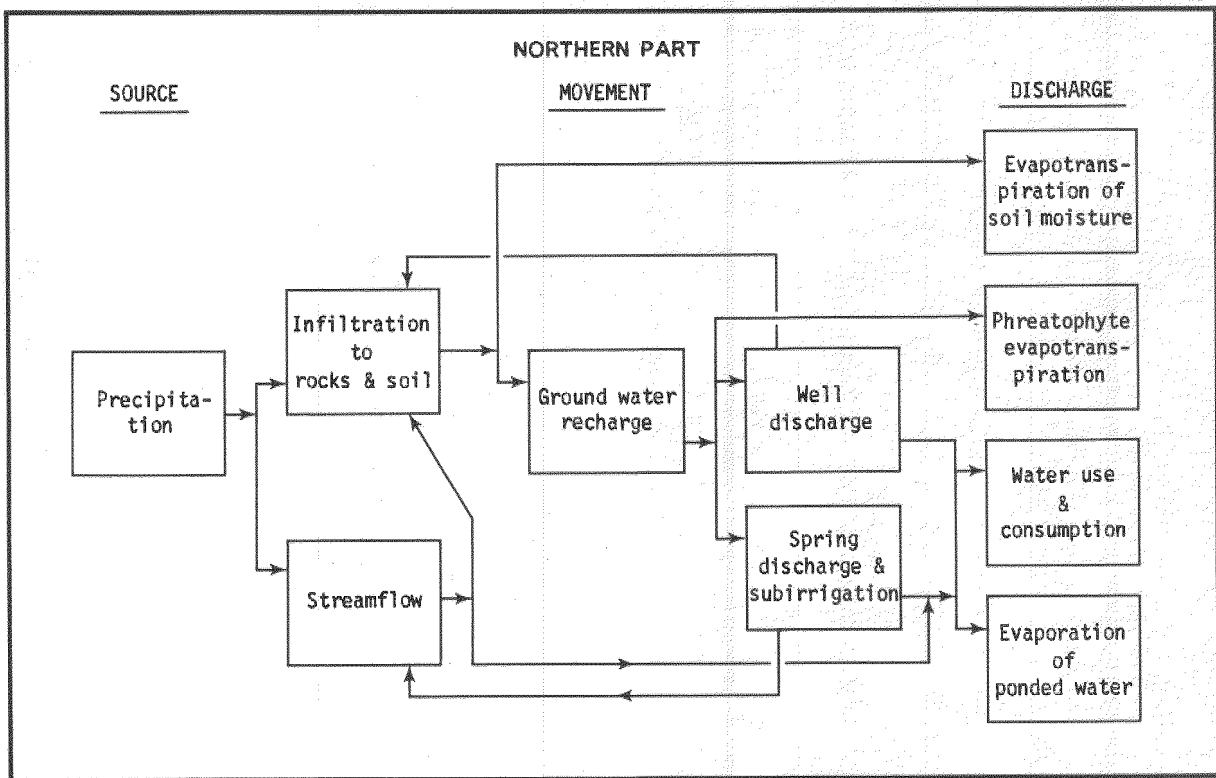 NORTHERN PART
SOURCE
MOVEMENT
DISCHARGE
Evapotrans-
piration of
soil moisture
Infiltration
to
rocks & soil
Phreatophyte
evapotrans-
piration
Precipita-
tion
Ground water
recharge
Well
discharge
Water use
&
consumption
Streamflow
Spring
discharge &
subirrigation
Evaporation
of
ponded water